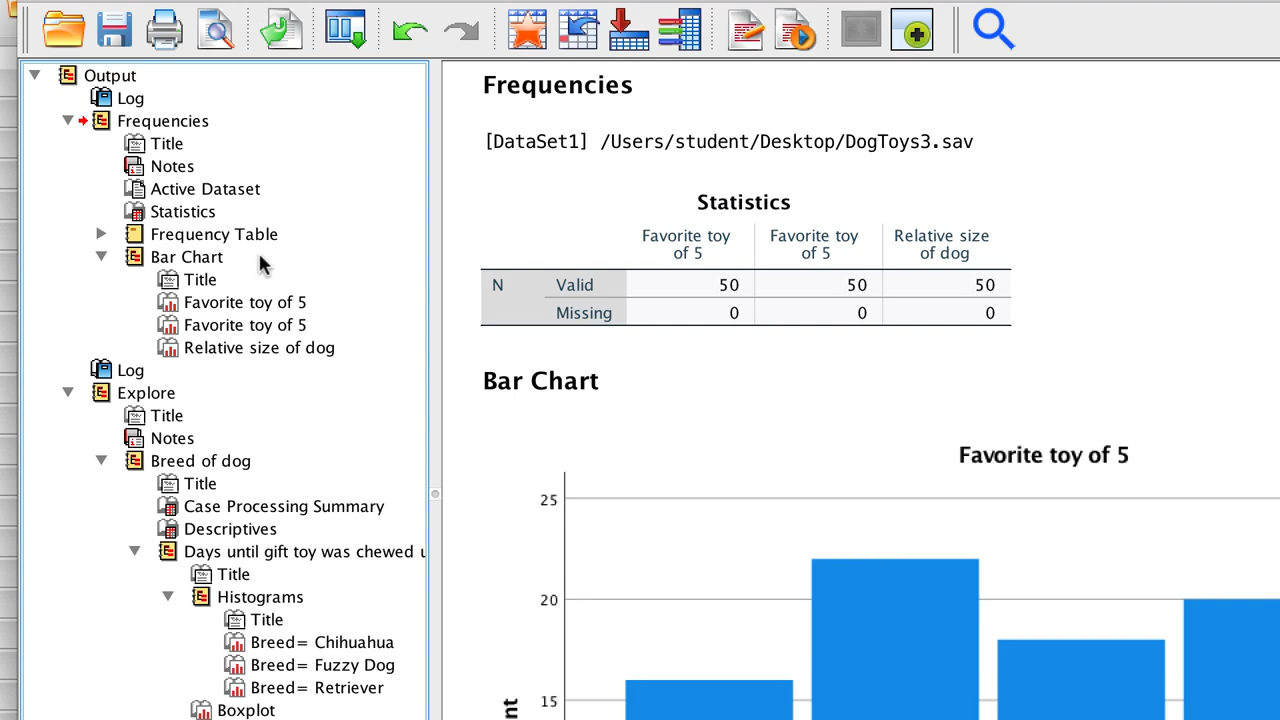 Output
Log
Frequencies
Title
Notes
Active Dataset
Statistics
Frequency Table
Bar Chart
Title
Favorite toy of 5
Favorite toy of 5
Relative size of dog
Log
Explore
Title
Notes
Breed of dog
Title
Case Processing Summary
Descriptives
Days until gift toy was chewed
Title
Histograms
Title
Breed= Chihuahua
Breed= Fuzzy Dog
Breed= Retriever
Boxplot
Frequencies
[DataSet1] /Users/student/Desktop/DogToys3.sav
Statistics
Favorite toy of 5 Favorite toy of 5 Relative size of dog
N Valid 50 50 50
Missing 0 0 0
Bar Chart
Favorite toy of 5
25
20
15